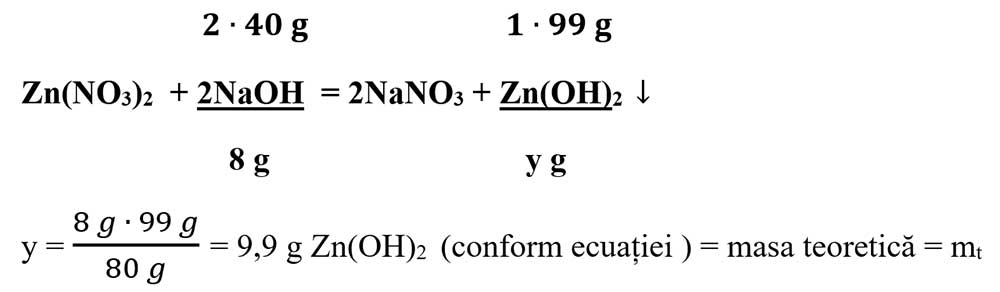 2 · 40 g 1 · 99 g
Zn(NO₃)₂ + 2NaOH = 2NaNO₃ + Zn(OH)₂ ↓
8 g y g
y = 8 g · 99 g / 80 g = 9,9 g Zn(OH)₂ (conform ecuației ) = masa teoretică = mₜ